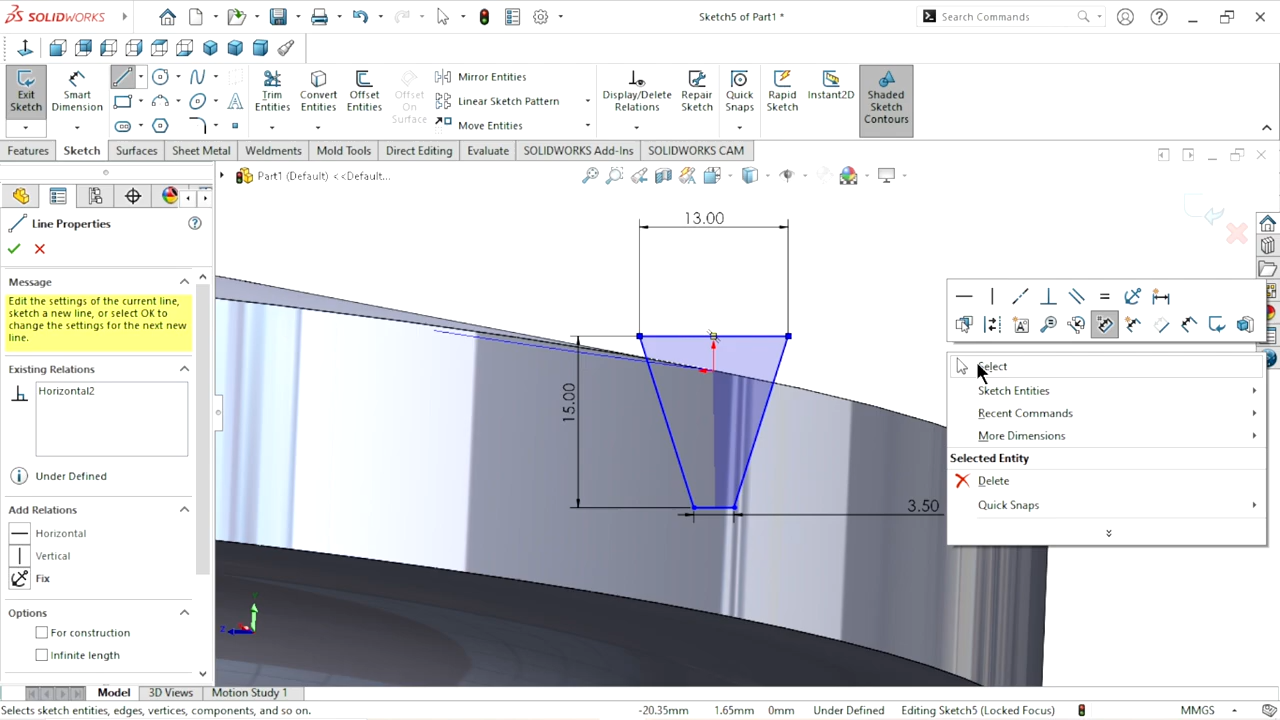 SOLIDWORKS
Sketch5 of Part1 *
Search Commands
Exit Sketch
Smart Dimension
Trim Entities
Convert Entities
Offset Entities
Offset On Surface
Mirror Entities
Linear Sketch Pattern
Move Entities
Display/Delete Relations
Repair Sketch
Quick Snaps
Rapid Sketch
Instant2D
Shaded Sketch Contours
Features
Sketch
Surfaces
Sheet Metal
Weldments
Mold Tools
Direct Editing
Evaluate
SOLIDWORKS Add-Ins
SOLIDWORKS CAM
Part1 (Default) <<Default...
Line Properties
Message
Edit the settings of the current line,
sketch a new line, or select OK to
change the settings for the next new
line.
Existing Relations
Horizontal2
Under Defined
Add Relations
Horizontal
Vertical
Fix
Options
For construction
Infinite length
13.00
15.00
3.50
Select
Sketch Entities
Recent Commands
More Dimensions
Selected Entity
Delete
Quick Snaps
Y
Z
Model
3D Views
Motion Study 1
Selects sketch entities, edges, vertices, components, and so on.
-20.35mm
1.65mm
0mm
Under Defined
Editing Sketch5 (Locked Focus)
MMGS